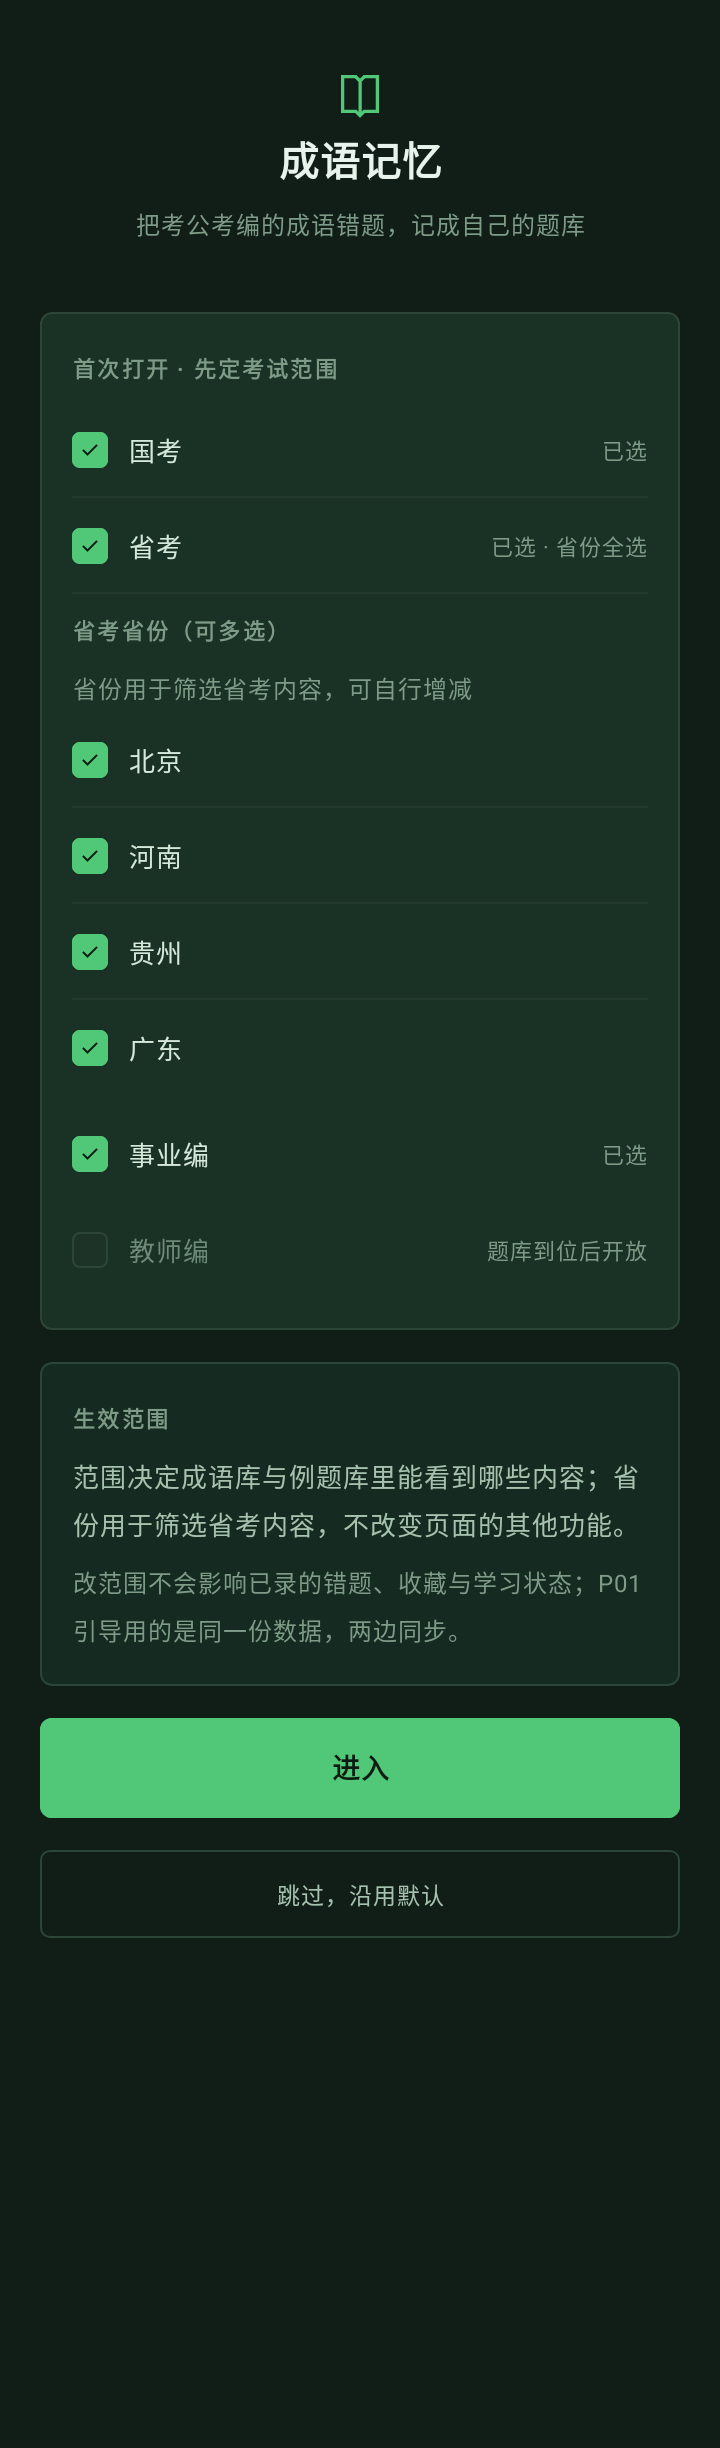 成语记忆
把考公考编的成语错题，记成自己的题库
首次打开 · 先定考试范围
国考 已选
省考 已选 · 省份全选
省考省份（可多选）
省份用于筛选省考内容，可自行增减
北京
河南
贵州
广东
事业编 已选
教师编 题库到位后开放
生效范围
范围决定成语库与例题库里能看到哪些内容；省
份用于筛选省考内容，不改变页面的其他功能。
改范围不会影响已录的错题、收藏与学习状态；P01
引导用的是同一份数据，两边同步。
进入
跳过，沿用默认